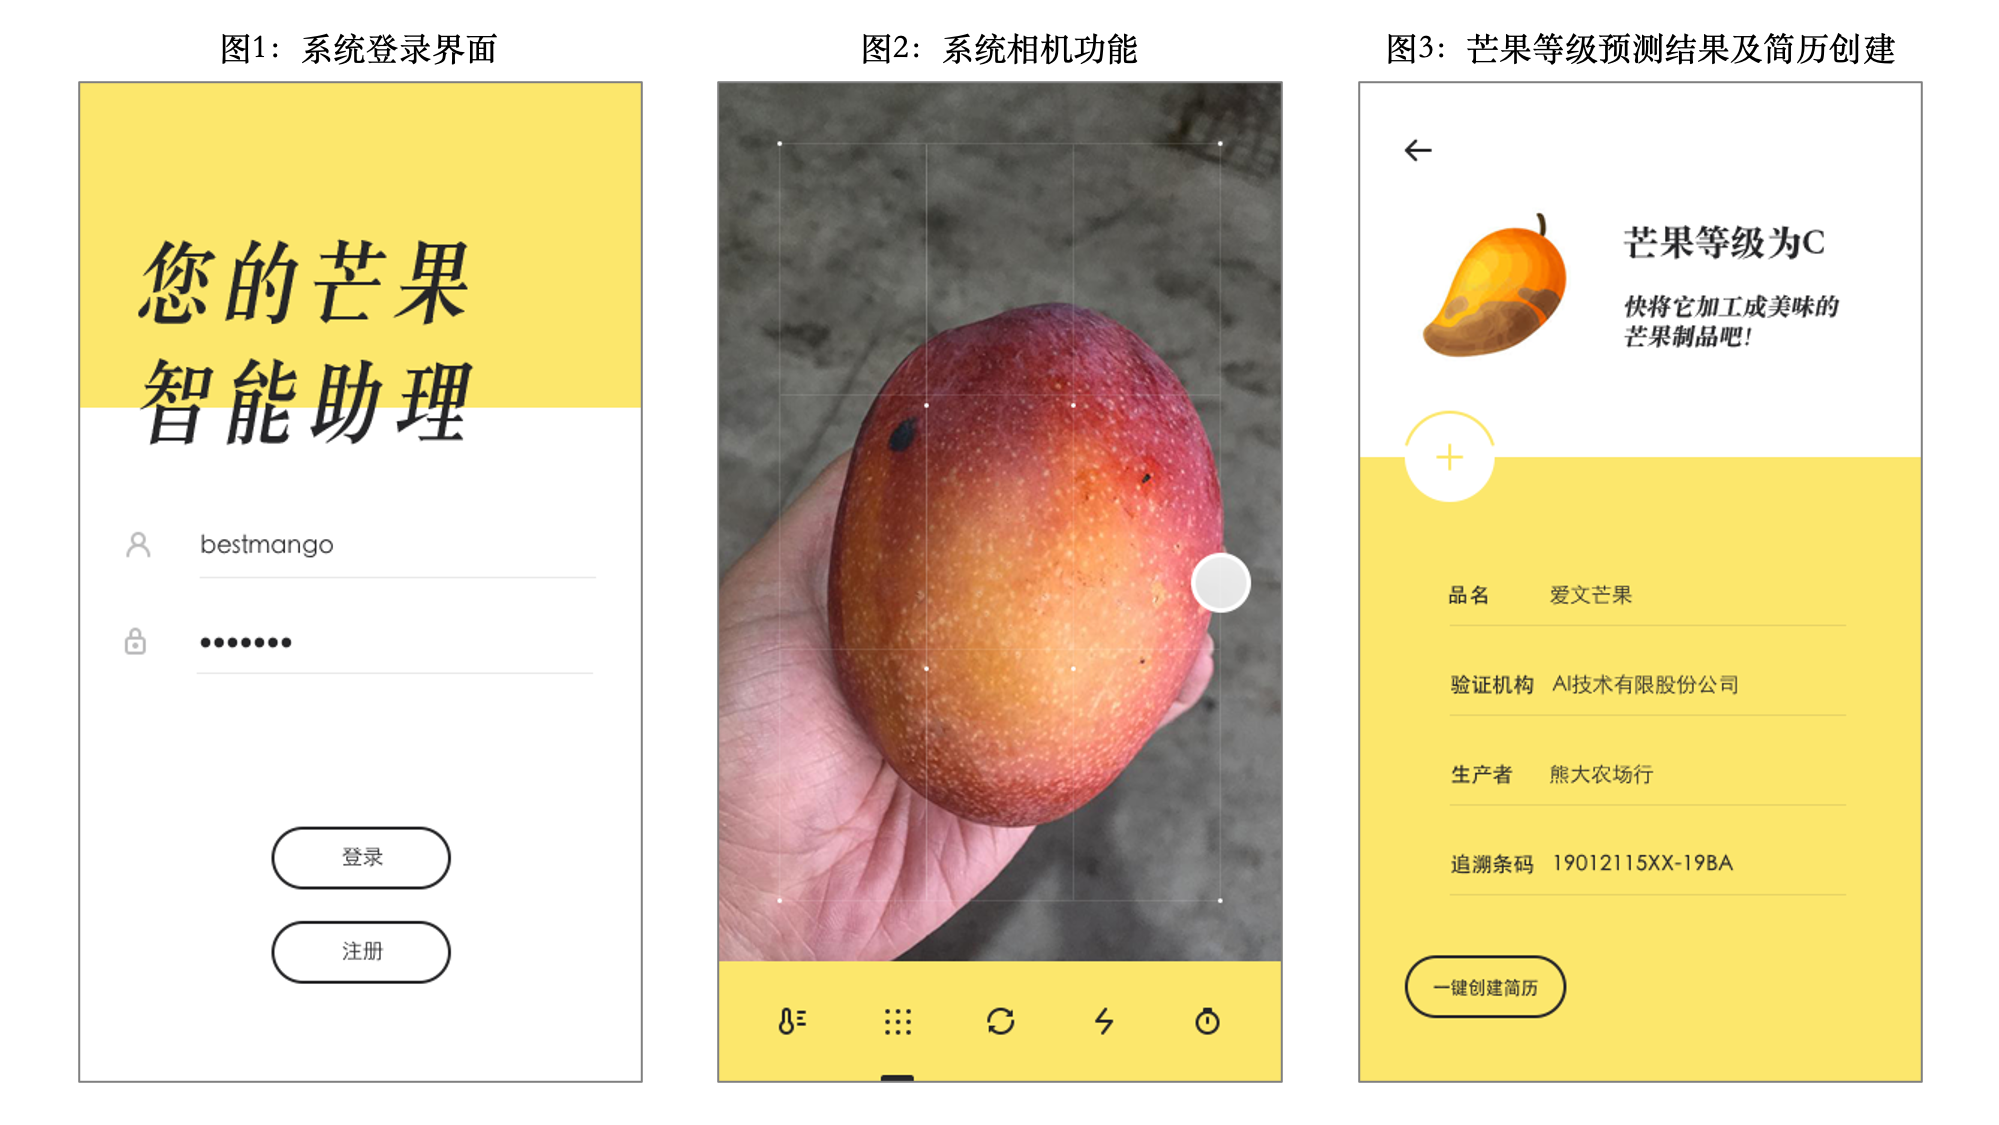 图1：系统登录界面
您的芒果
智能助理
bestmango
•••••••
登录
注册
图2：系统相机功能
图3：芒果等级预测结果及简历创建
芒果等级为C
快将它加工成美味的
芒果制品吧！
品名 爱文芒果
验证机构 AI技术有限股份公司
生产者 熊大农场行
追溯条码 19012115XX-19BA
一键创建简历